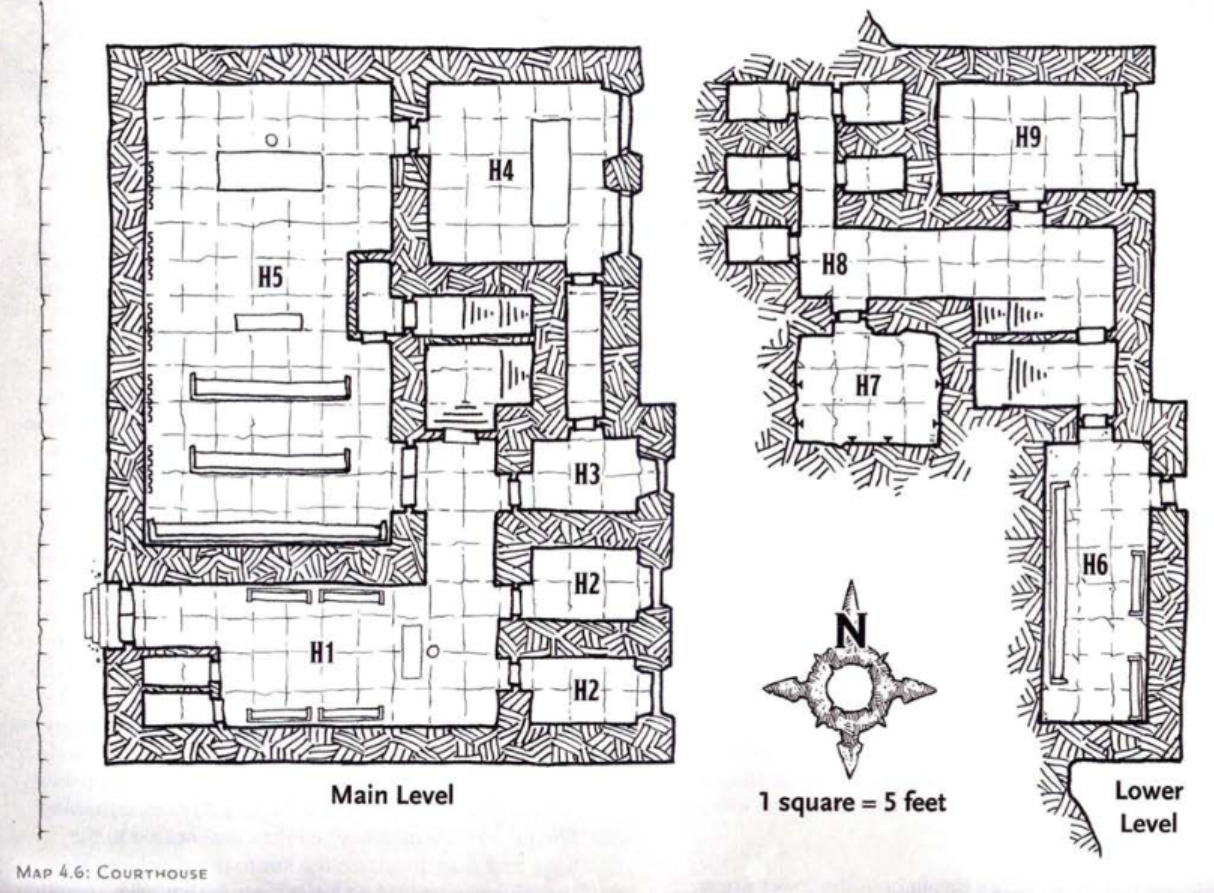 H4
H5
H3
H2
H1
H2
Main Level
H9
H8
H7
H6
N
1 square = 5 feet
Lower
Level
MAP 4.6: COURTHOUSE